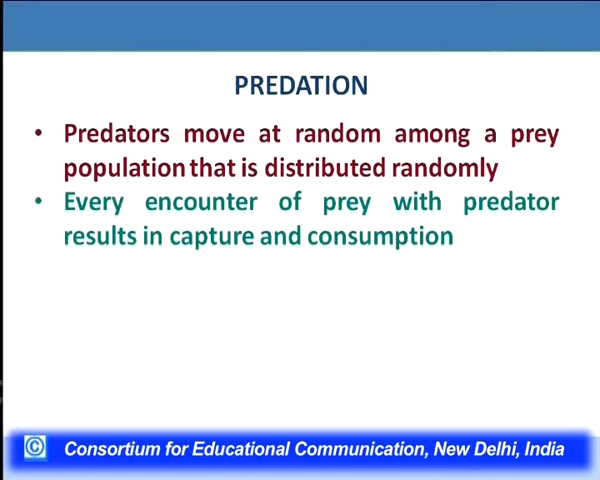 PREDATION
• Predators move at random among a prey
population that is distributed randomly
• Every encounter of prey with predator
results in capture and consumption
© Consortium for Educational Communication, New Delhi, India